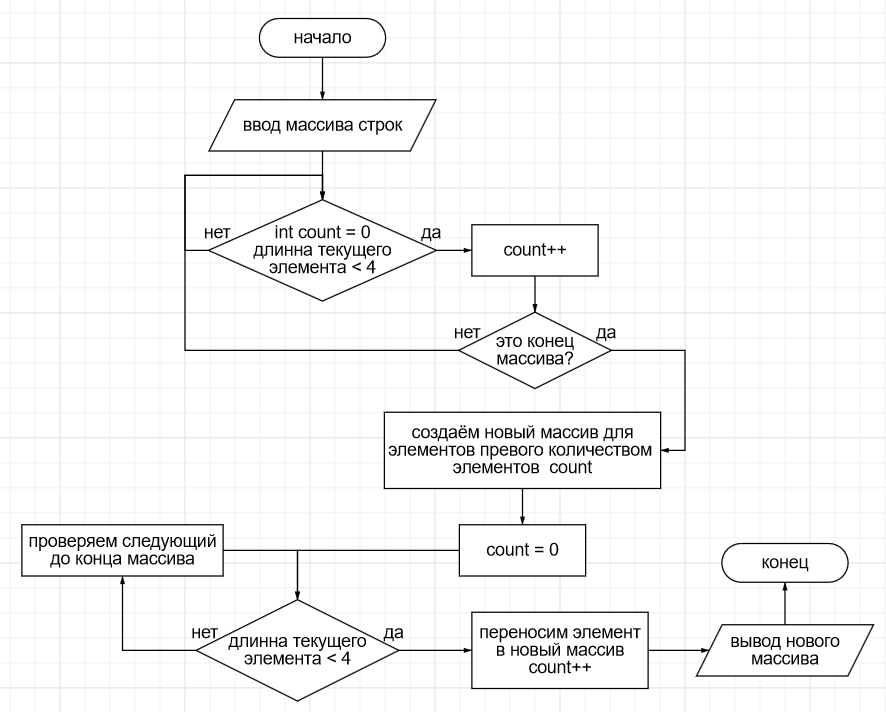 начало
ввод массива строк
нет
int count = 0
длинна текущего
элемента < 4
да
count++
нет
это конец
массива?
да
создаём новый массив для
элементов превого количеством
элементов  count
count = 0
проверяем следующий
до конца массива
нет
длинна текущего
элемента < 4
да
переносим элемент
в новый массив
count++
вывод нового
массива
конец